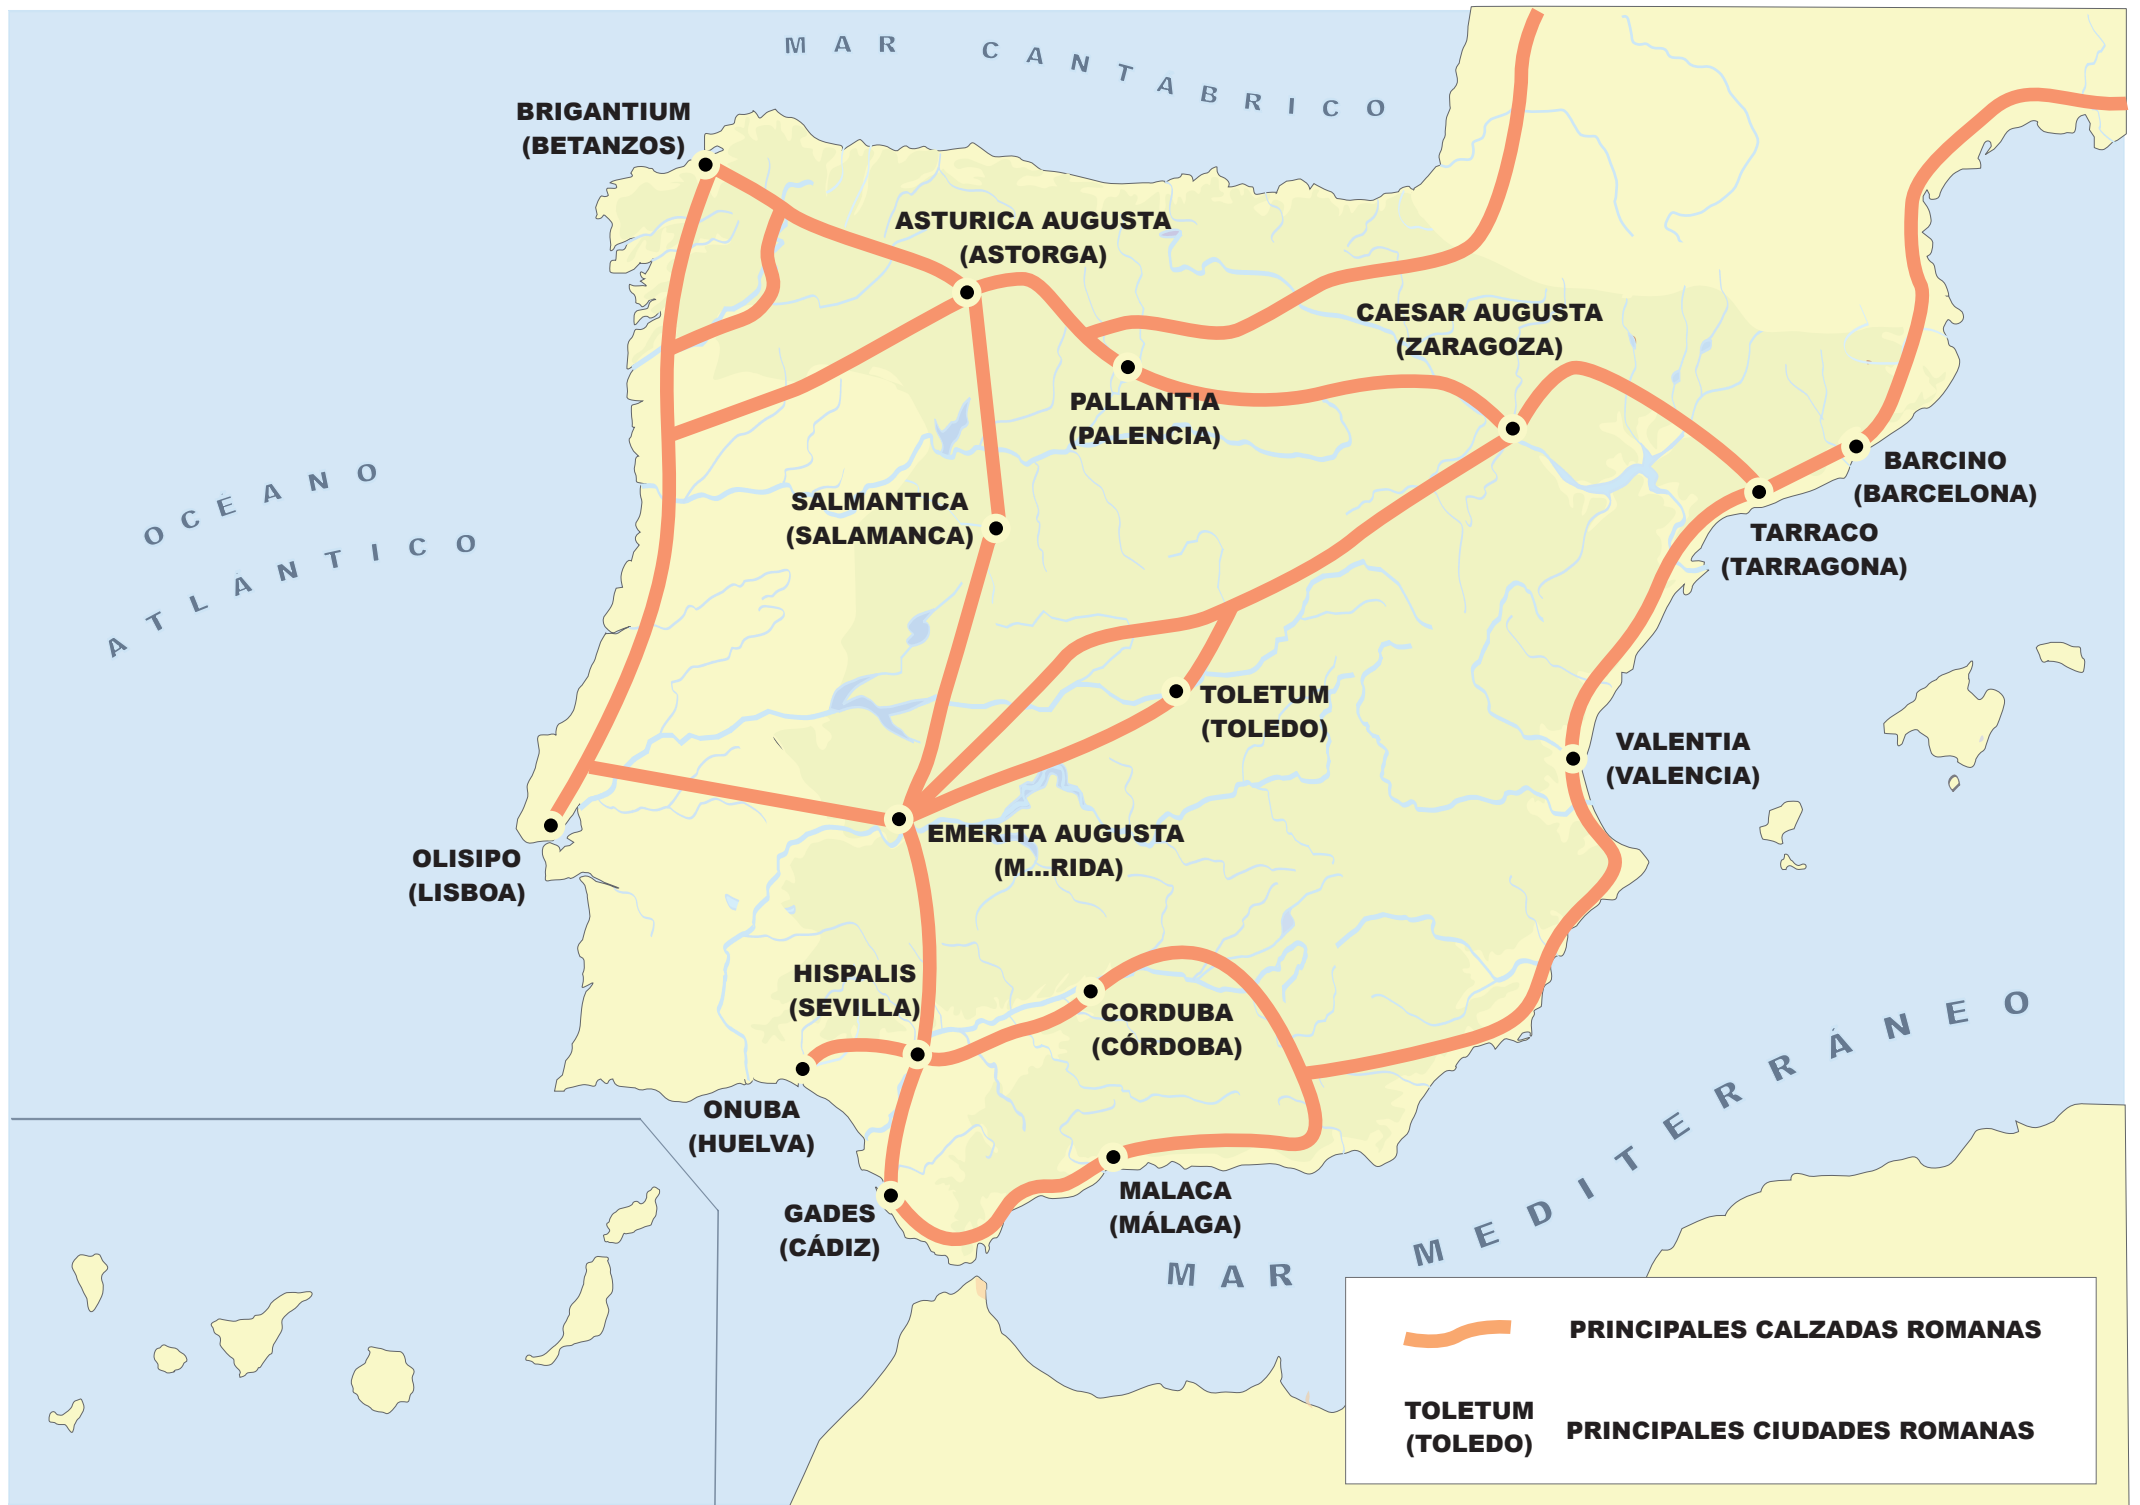 MAR CANTABRICO
BRIGANTIUM
(BETANZOS)
ASTURICA AUGUSTA
(ASTORGA)
CAESAR AUGUSTA
(ZARAGOZA)
PALLANTIA
(PALENCIA)
BARCINO
(BARCELONA)
OCÉANO
ATLÁNTICO
SALMANTICA
(SALAMANCA)
TARRACO
(TARRAGONA)
TOLETUM
(TOLEDO)
VALENTIA
(VALENCIA)
EMERITA AUGUSTA
(M...RIDA)
OLISIPO
(LISBOA)
HISPALIS
(SEVILLA)
CORDUBA
(CÓRDOBA)
ONUBA
(HUELVA)
MALACA
(MÁLAGA)
GADES
(CÁDIZ)
MAR MEDITERRÁNEO
PRINCIPALES CALZADAS ROMANAS
TOLETUM
(TOLEDO)
PRINCIPALES CIUDADES ROMANAS